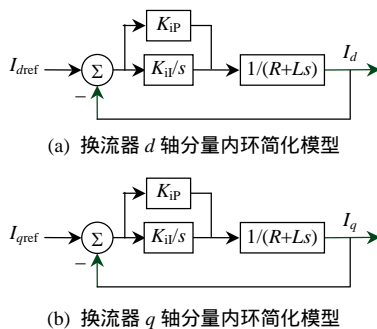 K_iP
I_dref Σ K_iI/s 1/(R+Ls) I_d
−
(a) 换流器 d 轴分量内环简化模型
K_iP
I_qref Σ K_iI/s 1/(R+Ls) I_q
−
(b) 换流器 q 轴分量内环简化模型